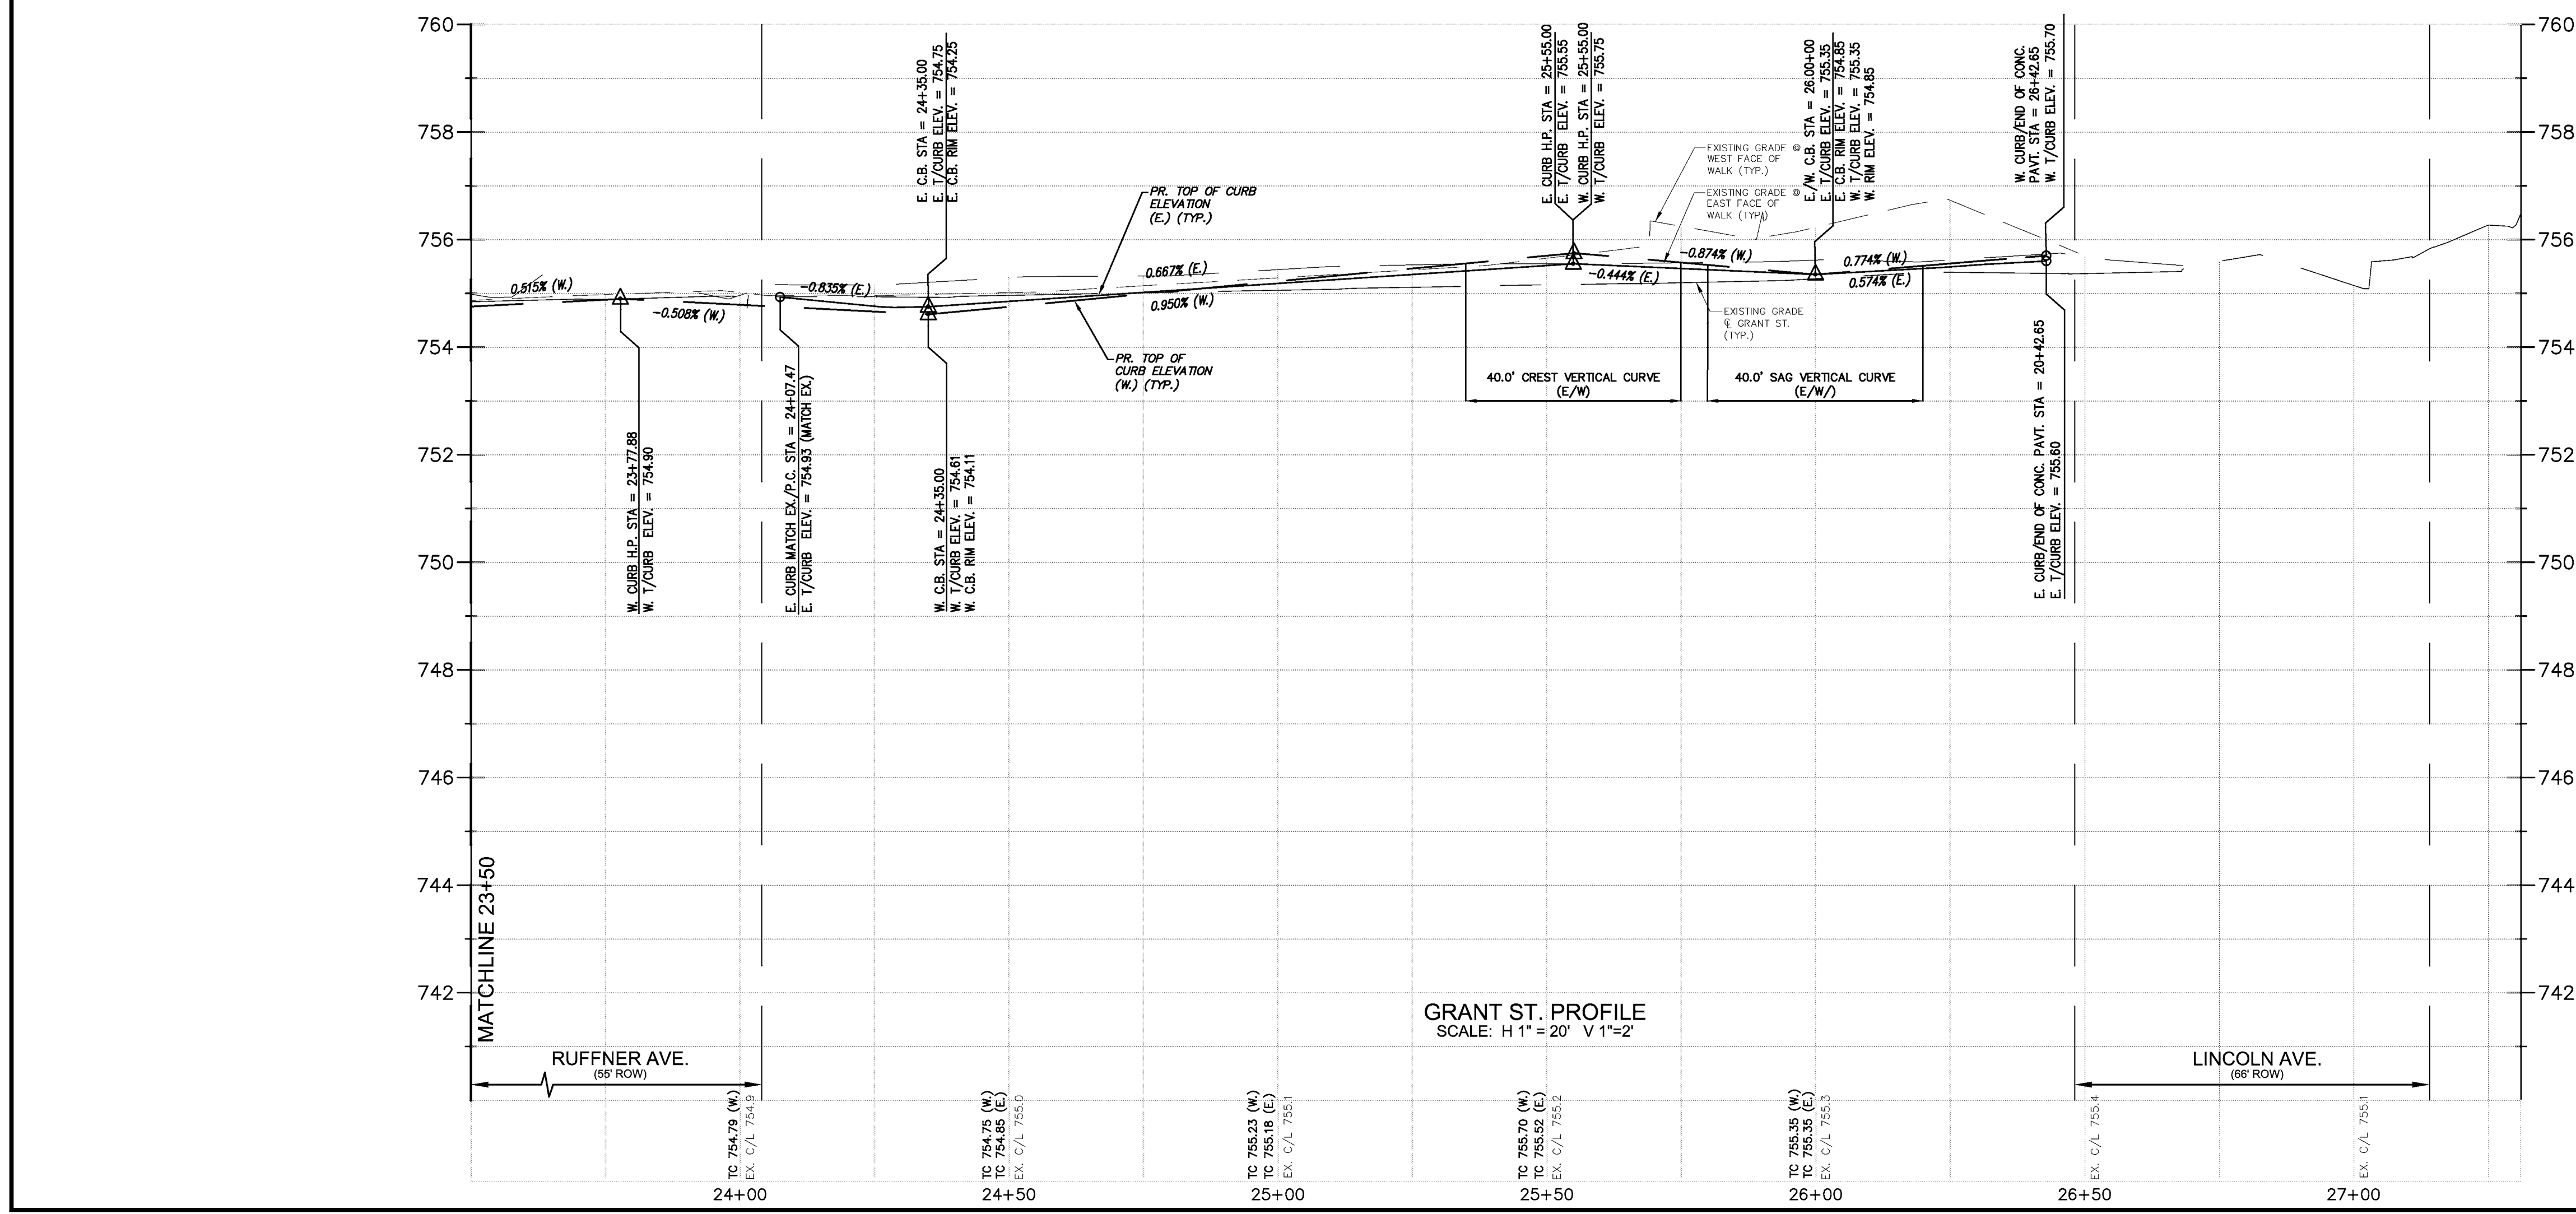 760
758
756
754
752
750
748
746
744
742
760
758
756
754
752
750
748
746
744
742
E. C.B. STA = 24+35.00
E. T/CURB ELEV. = 754.75
E. C.B. RIM ELEV. = 754.25
E. CURB H.P. STA = 25+55.00
E. T/CURB ELEV. = 755.55
W. CURB H.P. STA = 25+55.00
W. T/CURB ELEV. = 755.75
E./W. C.B. STA = 26.00+00
E. T/CURB ELEV. = 755.35
E. C.B. RIM ELEV. = 754.85
W. T/CURB ELEV. = 755.35
W. RIM ELEV. = 754.85
W. CURB/END OF CONC.
PAVT. STA = 26+42.65
W. T/CURB ELEV. = 755.70
EXISTING GRADE @
WEST FACE OF
WALK (TYP.)
EXISTING GRADE @
EAST FACE OF
WALK (TYP.)
PR. TOP OF CURB
ELEVATION
(E.) (TYP.)
0.515% (W.)
-0.508% (W.)
-0.835% (E.)
0.667% (E.)
0.950% (W.)
-0.874% (W.)
-0.444% (E.)
0.774% (W.)
0.574% (E.)
EXISTING GRADE
℄ GRANT ST.
(TYP.)
PR. TOP OF
CURB ELEVATION
(W.) (TYP.)
40.0' CREST VERTICAL CURVE
(E/W)
40.0' SAG VERTICAL CURVE
(E/W/)
W. CURB H.P. STA = 23+77.88
W. T/CURB ELEV. = 754.90
E. CURB MATCH EX./P.C. STA = 24+07.47
E. T/CURB ELEV. = 754.93 (MATCH EX.)
W. C.B. STA = 24+35.00
W. T/CURB ELEV. = 754.61
W. C.B. RIM ELEV. = 754.11
E. CURB/END OF CONC. PAVT. STA = 20+42.65
E. T/CURB ELEV. = 755.60
MATCHLINE 23+50
GRANT ST. PROFILE
SCALE: H 1" = 20' V 1"=2'
RUFFNER AVE.
(55' ROW)
LINCOLN AVE.
(66' ROW)
TC 754.79 (W.)
EX. C/L 754.9
TC 754.75 (W.)
TC 754.85 (E.)
EX. C/L 755.0
TC 755.23 (W.)
TC 755.18 (E.)
EX. C/L 755.1
TC 755.70 (W.)
TC 755.52 (E.)
EX. C/L 755.2
TC 755.35 (W.)
TC 755.35 (E.)
EX. C/L 755.3
EX. C/L 755.4
EX. C/L 755.1
24+00
24+50
25+00
25+50
26+00
26+50
27+00